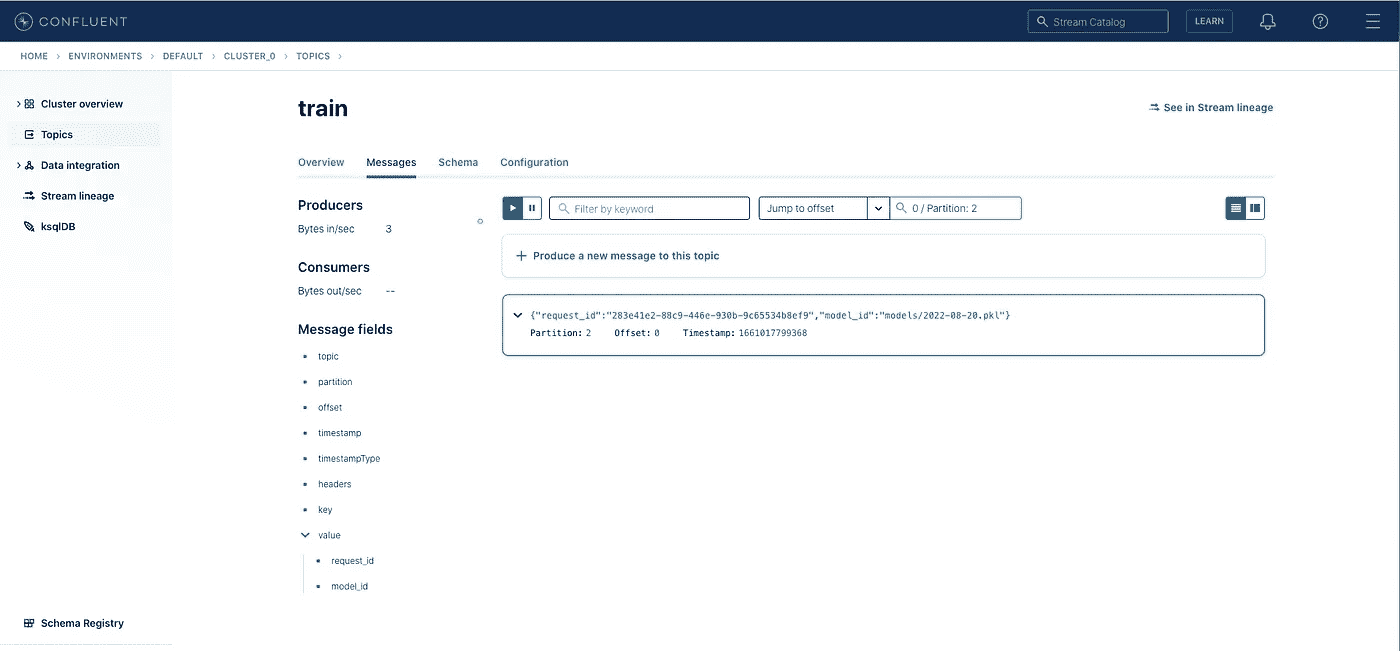 CONFLUENT
Stream Catalog
LEARN
HOME > ENVIRONMENTS > DEFAULT > CLUSTER_0 > TOPICS >
Cluster overview
Topics
Data integration
Stream lineage
ksqlDB
Schema Registry
train
See in Stream lineage
Overview Messages Schema Configuration
Producers
Bytes in/sec 3
Consumers
Bytes out/sec --
Message fields
topic
partition
offset
timestamp
timestampType
headers
key
value
request_id
model_id
Filter by keyword
Jump to offset
0 / Partition: 2
+ Produce a new message to this topic
{"request_id":"283e41e2-88c9-446e-930b-9c65534b8ef9","model_id":"models/2022-08-20.pkl"}
Partition: 2 Offset: 0 Timestamp: 1661017799368